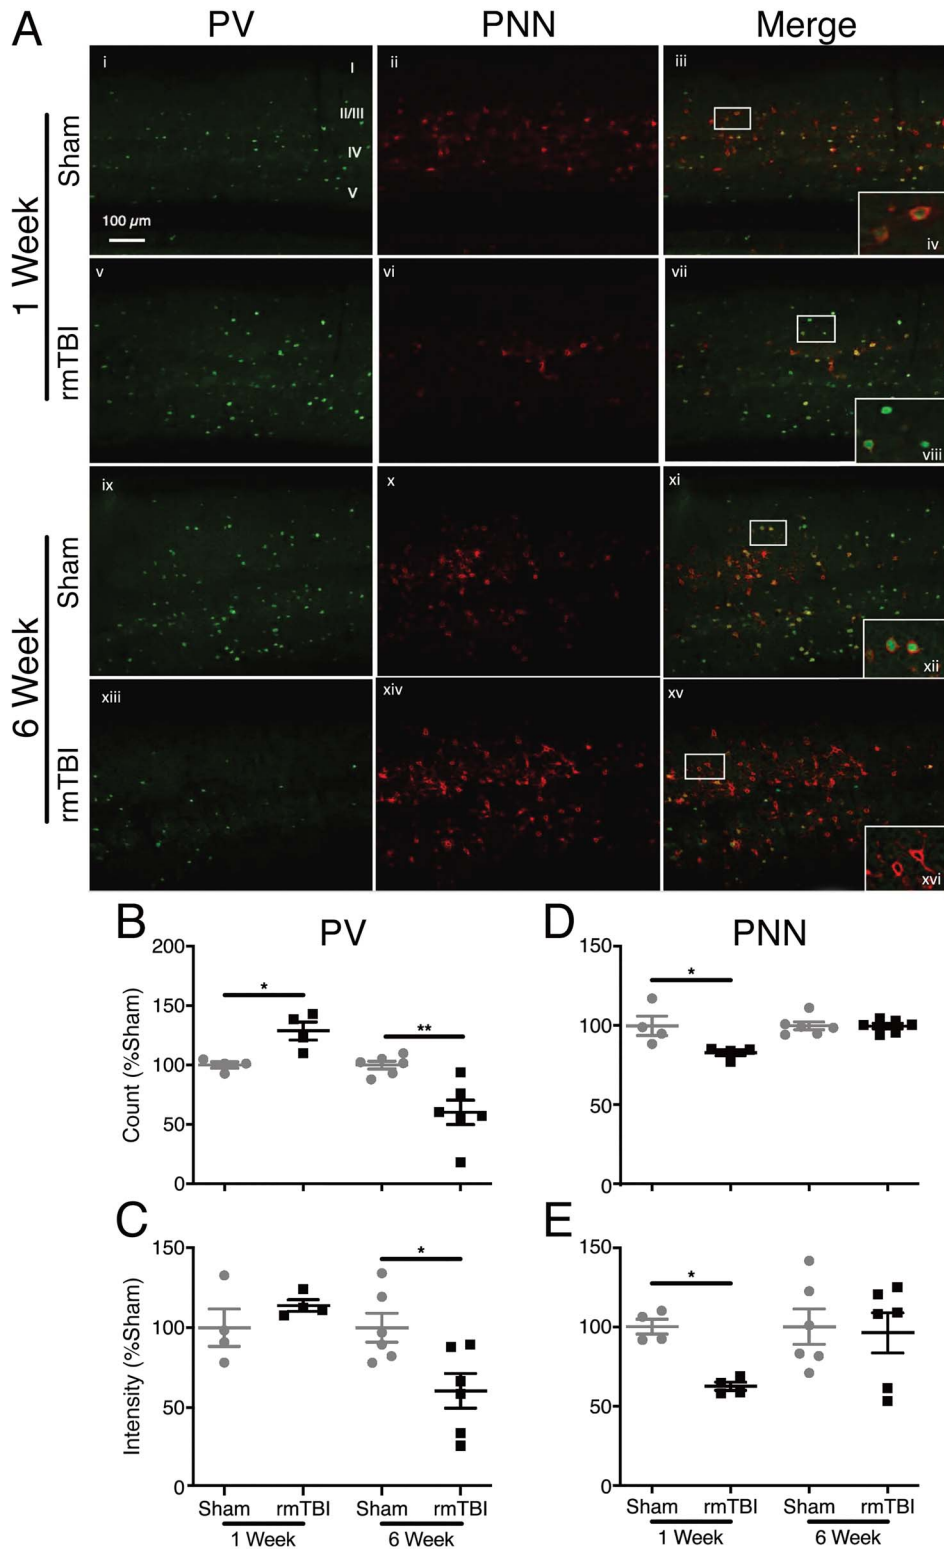 A PV PNN Merge
i I II/III IV V 100 µm
ii
iii
iv
1 Week
Sham
v
vi
vii
viii
rmTBI
ix
x
xi
xii
6 Week
Sham
xiii
xiv
xv
xvi
rmTBI
B PV
Count (%Sham)
200
150
100
50
0
*
**
D PNN
150
100
50
0
*
C
Intensity (%Sham)
150
100
50
0
*
Sham rmTBI Sham rmTBI
1 Week 6 Week
E
150
100
50
0
*
Sham rmTBI Sham rmTBI
1 Week 6 Week